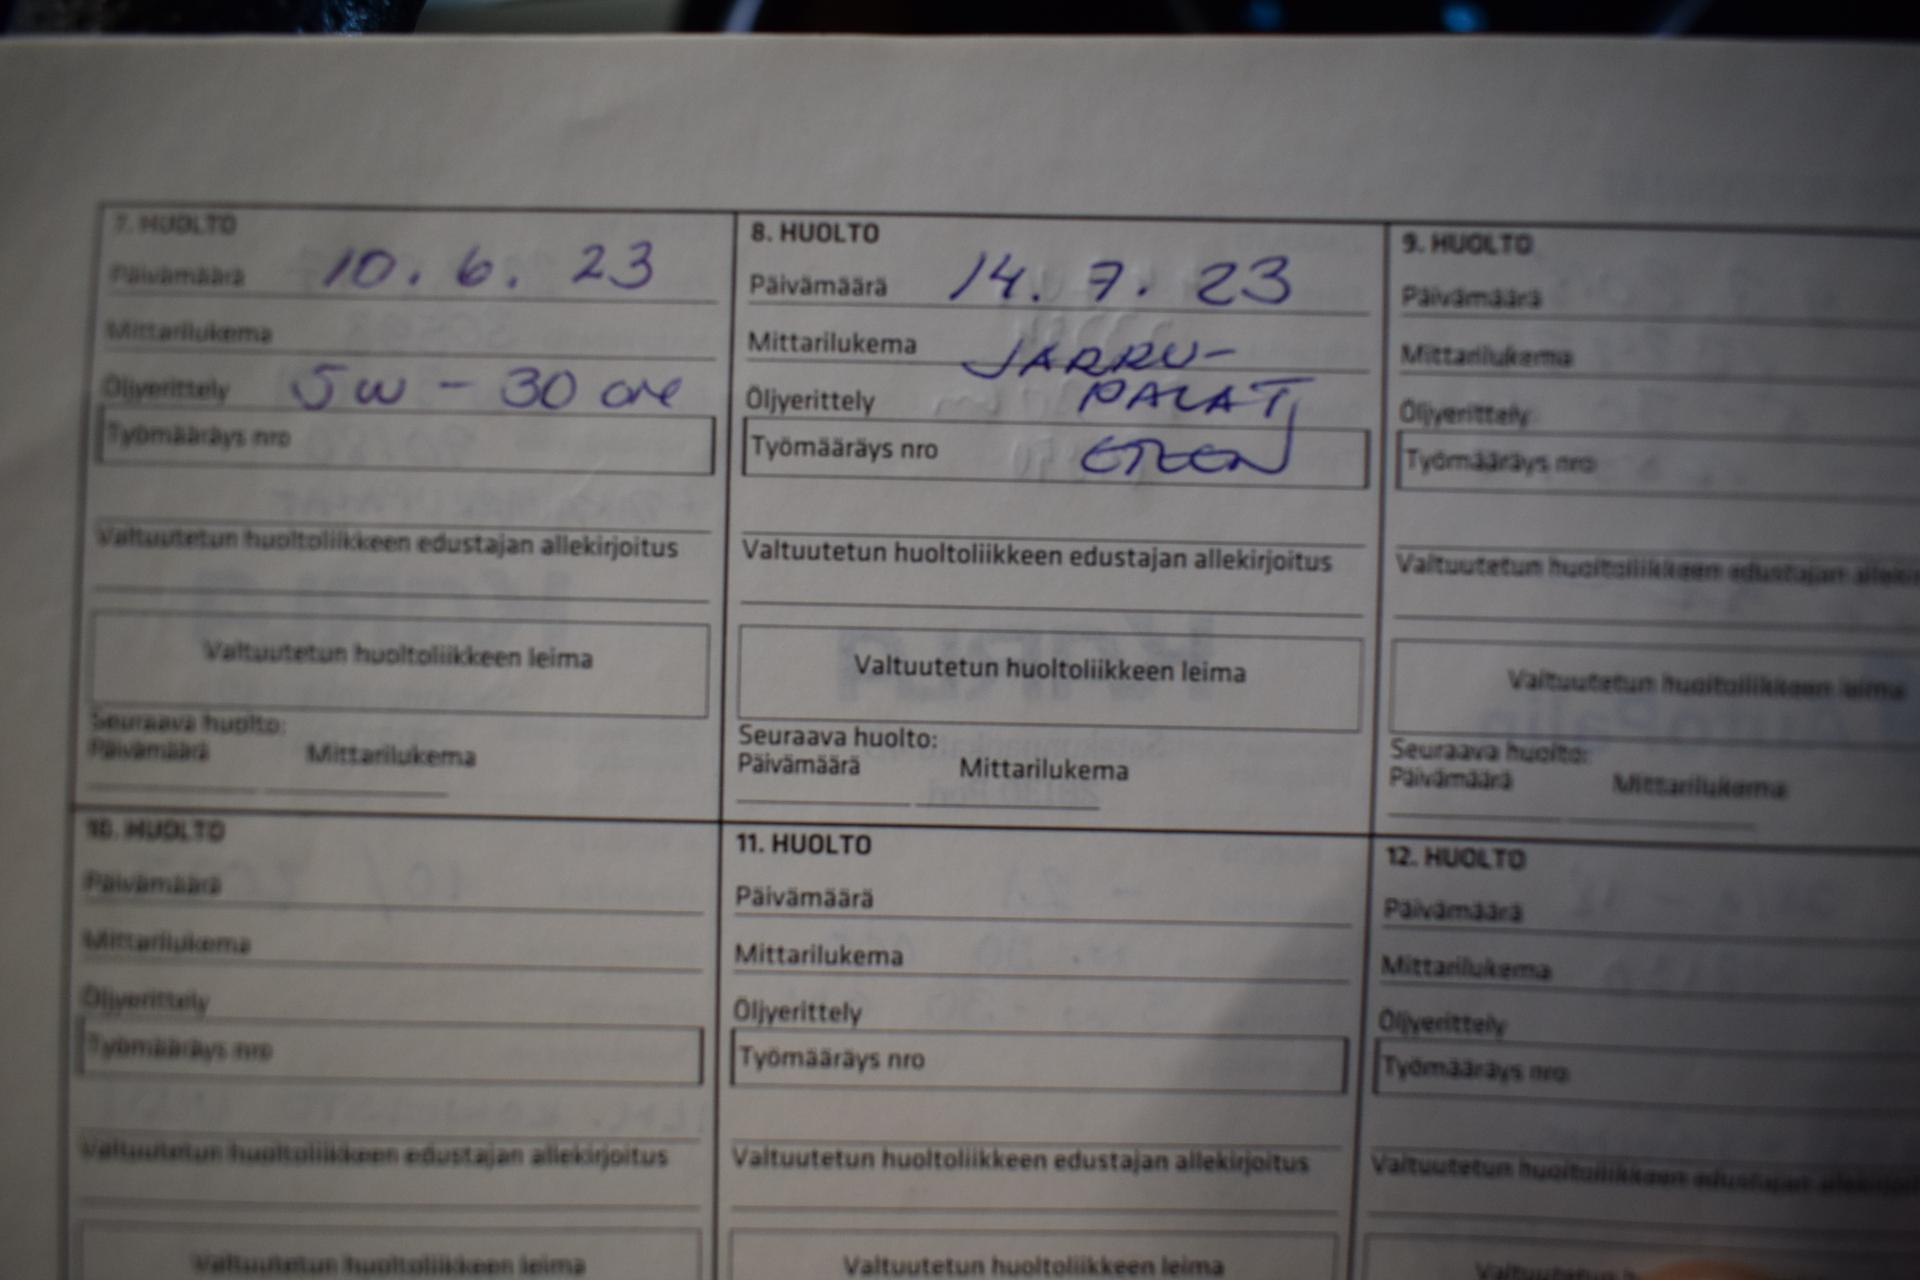 7. HUOLTO
Päivämäärä 10. 6. 23
Mittarilukema
Öljyerittely 5w - 30
Työmääräys nro
Valtuutetun huoltoliikkeen edustajan allekirjoitus
Valtuutetun huoltoliikkeen leima
Seuraava huolto:
Päivämäärä Mittarilukema
8. HUOLTO
Päivämäärä 14. 7. 23
Mittarilukema JARRU-
Öljyerittely PALAT
Työmääräys nro ETEEN
Valtuutetun huoltoliikkeen edustajan allekirjoitus
Valtuutetun huoltoliikkeen leima
Seuraava huolto:
Päivämäärä Mittarilukema
9. HUOLTO
Päivämäärä
Mittarilukema
Öljyerittely
Työmääräys nro
Valtuutetun huoltoliikkeen edustajan
Valtuutetun huoltoliikkeen leima
Seuraava huolto:
Päivämäärä Mittarilukema
10. HUOLTO
Päivämäärä
Mittarilukema
Öljyerittely
Työmääräys nro
Valtuutetun huoltoliikkeen edustajan allekirjoitus
Valtuutetun huoltoliikkeen leima
11. HUOLTO
Päivämäärä
Mittarilukema
Öljyerittely
Työmääräys nro
Valtuutetun huoltoliikkeen edustajan allekirjoitus
Valtuutetun huoltoliikkeen leima
12. HUOLTO
Päivämäärä
Mittarilukema
Öljyerittely
Työmääräys nro
Valtuutetun huoltoliikkeen edustajan